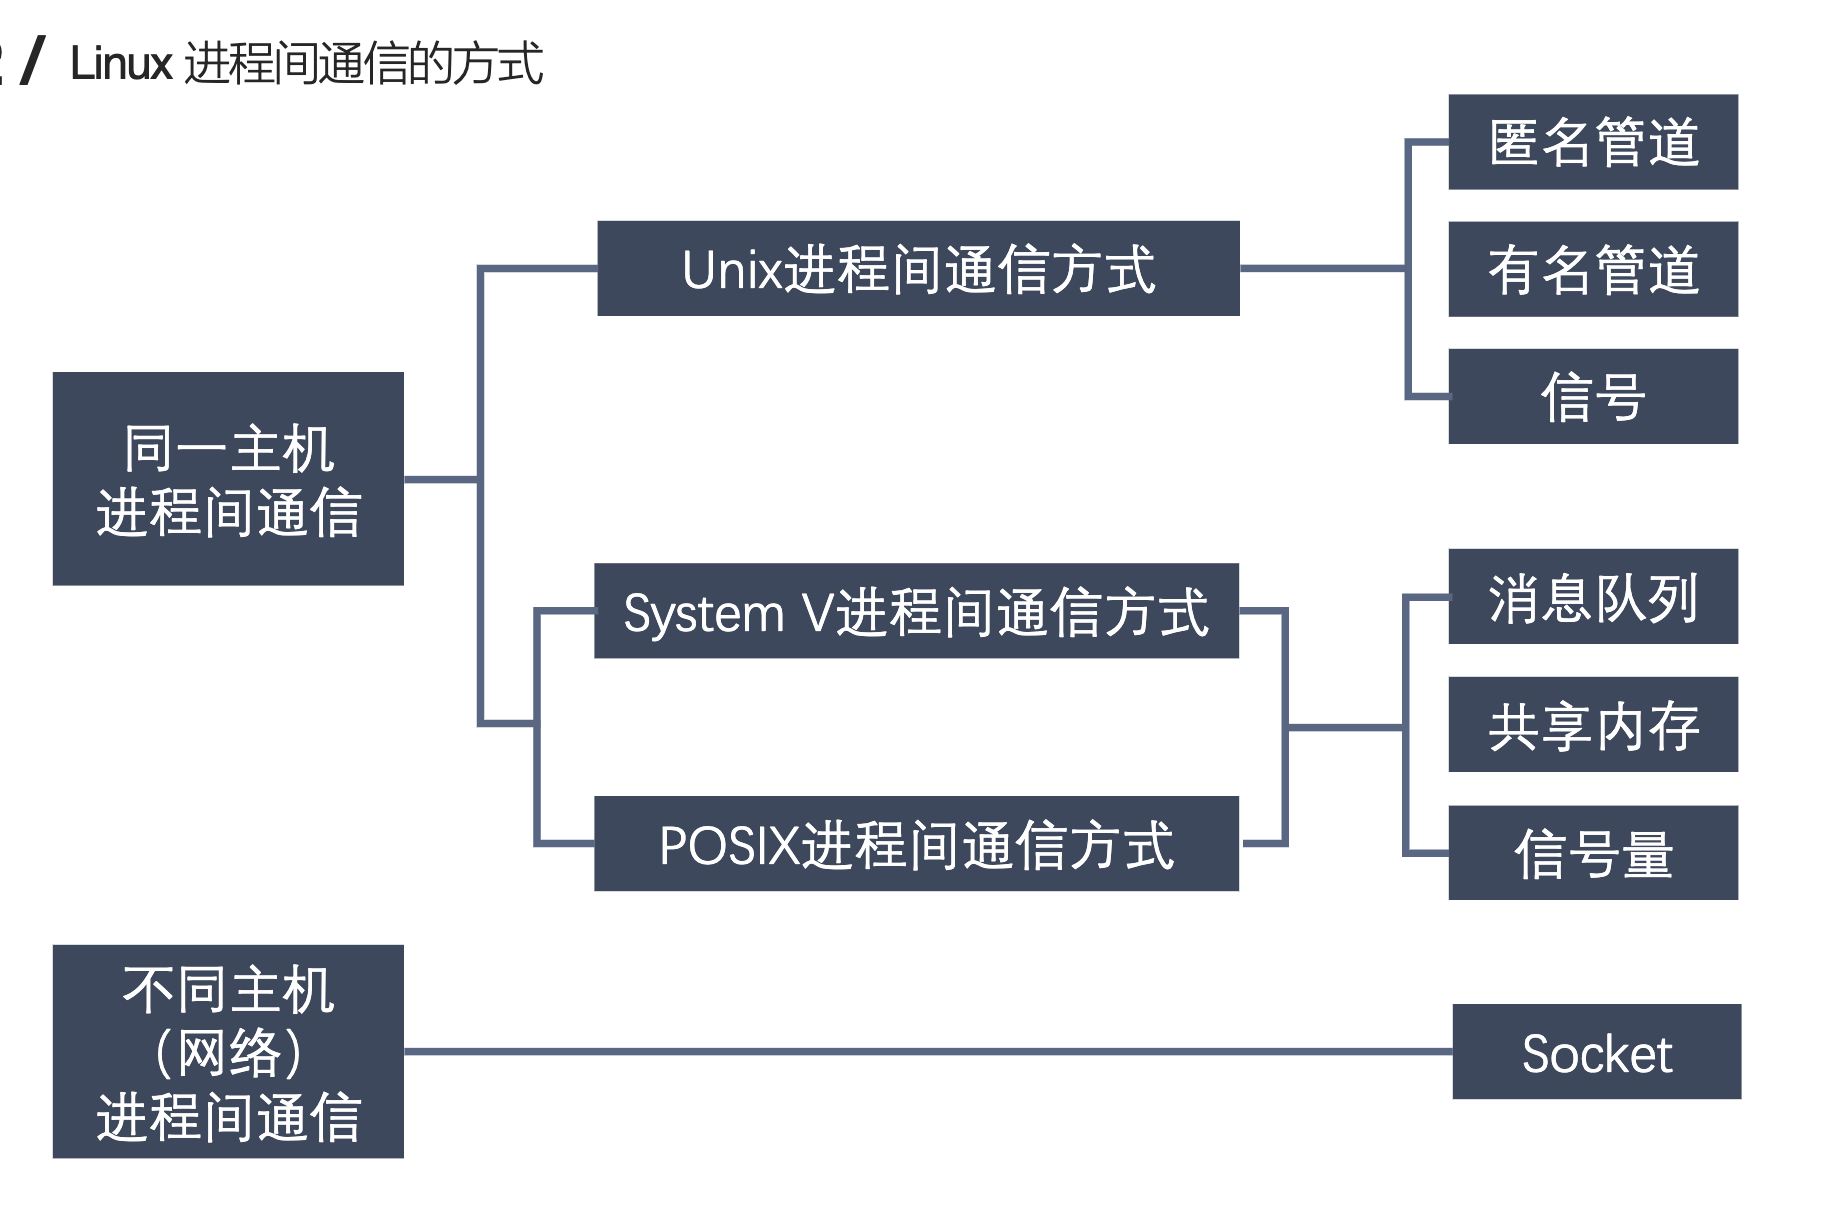 / Linux 进程间通信的方式
匿名管道
Unix进程间通信方式
有名管道
信号
同一主机
进程间通信
System V进程间通信方式
消息队列
共享内存
POSIX进程间通信方式
信号量
不同主机
（网络）
进程间通信
Socket